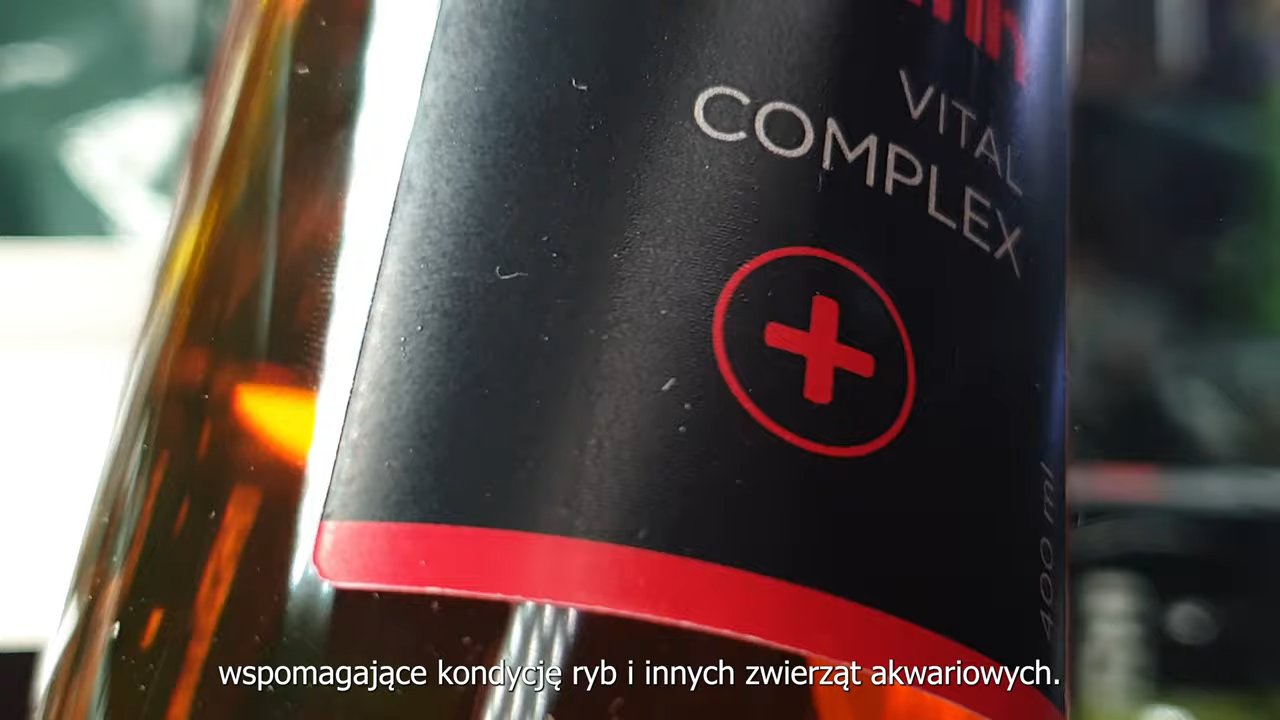 VITAL
COMPLEX
400 ml
wspomagające kondycję ryb i innych zwierząt akwariowych.